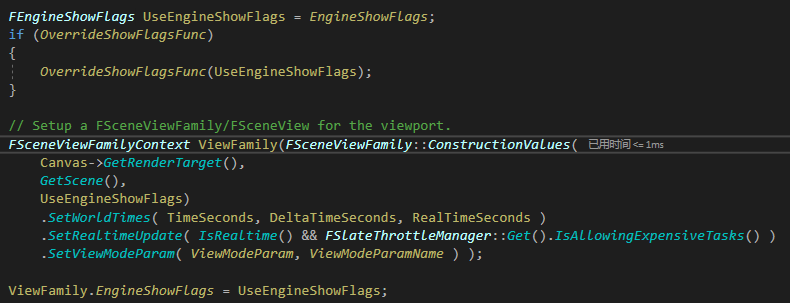 FEngineShowFlags UseEngineShowFlags = EngineShowFlags;
if (OverrideShowFlagsFunc)
{
    OverrideShowFlagsFunc(UseEngineShowFlags);
}

// Setup a FSceneViewFamily/FSceneView for the viewport.
FSceneViewFamilyContext ViewFamily(FSceneViewFamily::ConstructionValues( 已用时间 <= 1ms
    Canvas->GetRenderTarget(),
    GetScene(),
    UseEngineShowFlags)
    .SetWorldTimes( TimeSeconds, DeltaTimeSeconds, RealTimeSeconds )
    .SetRealtimeUpdate( IsRealtime() && FSlateThrottleManager::Get().IsAllowingExpensiveTasks() )
    .SetViewModeParam( ViewModeParam, ViewModeParamName ) );

ViewFamily.EngineShowFlags = UseEngineShowFlags;